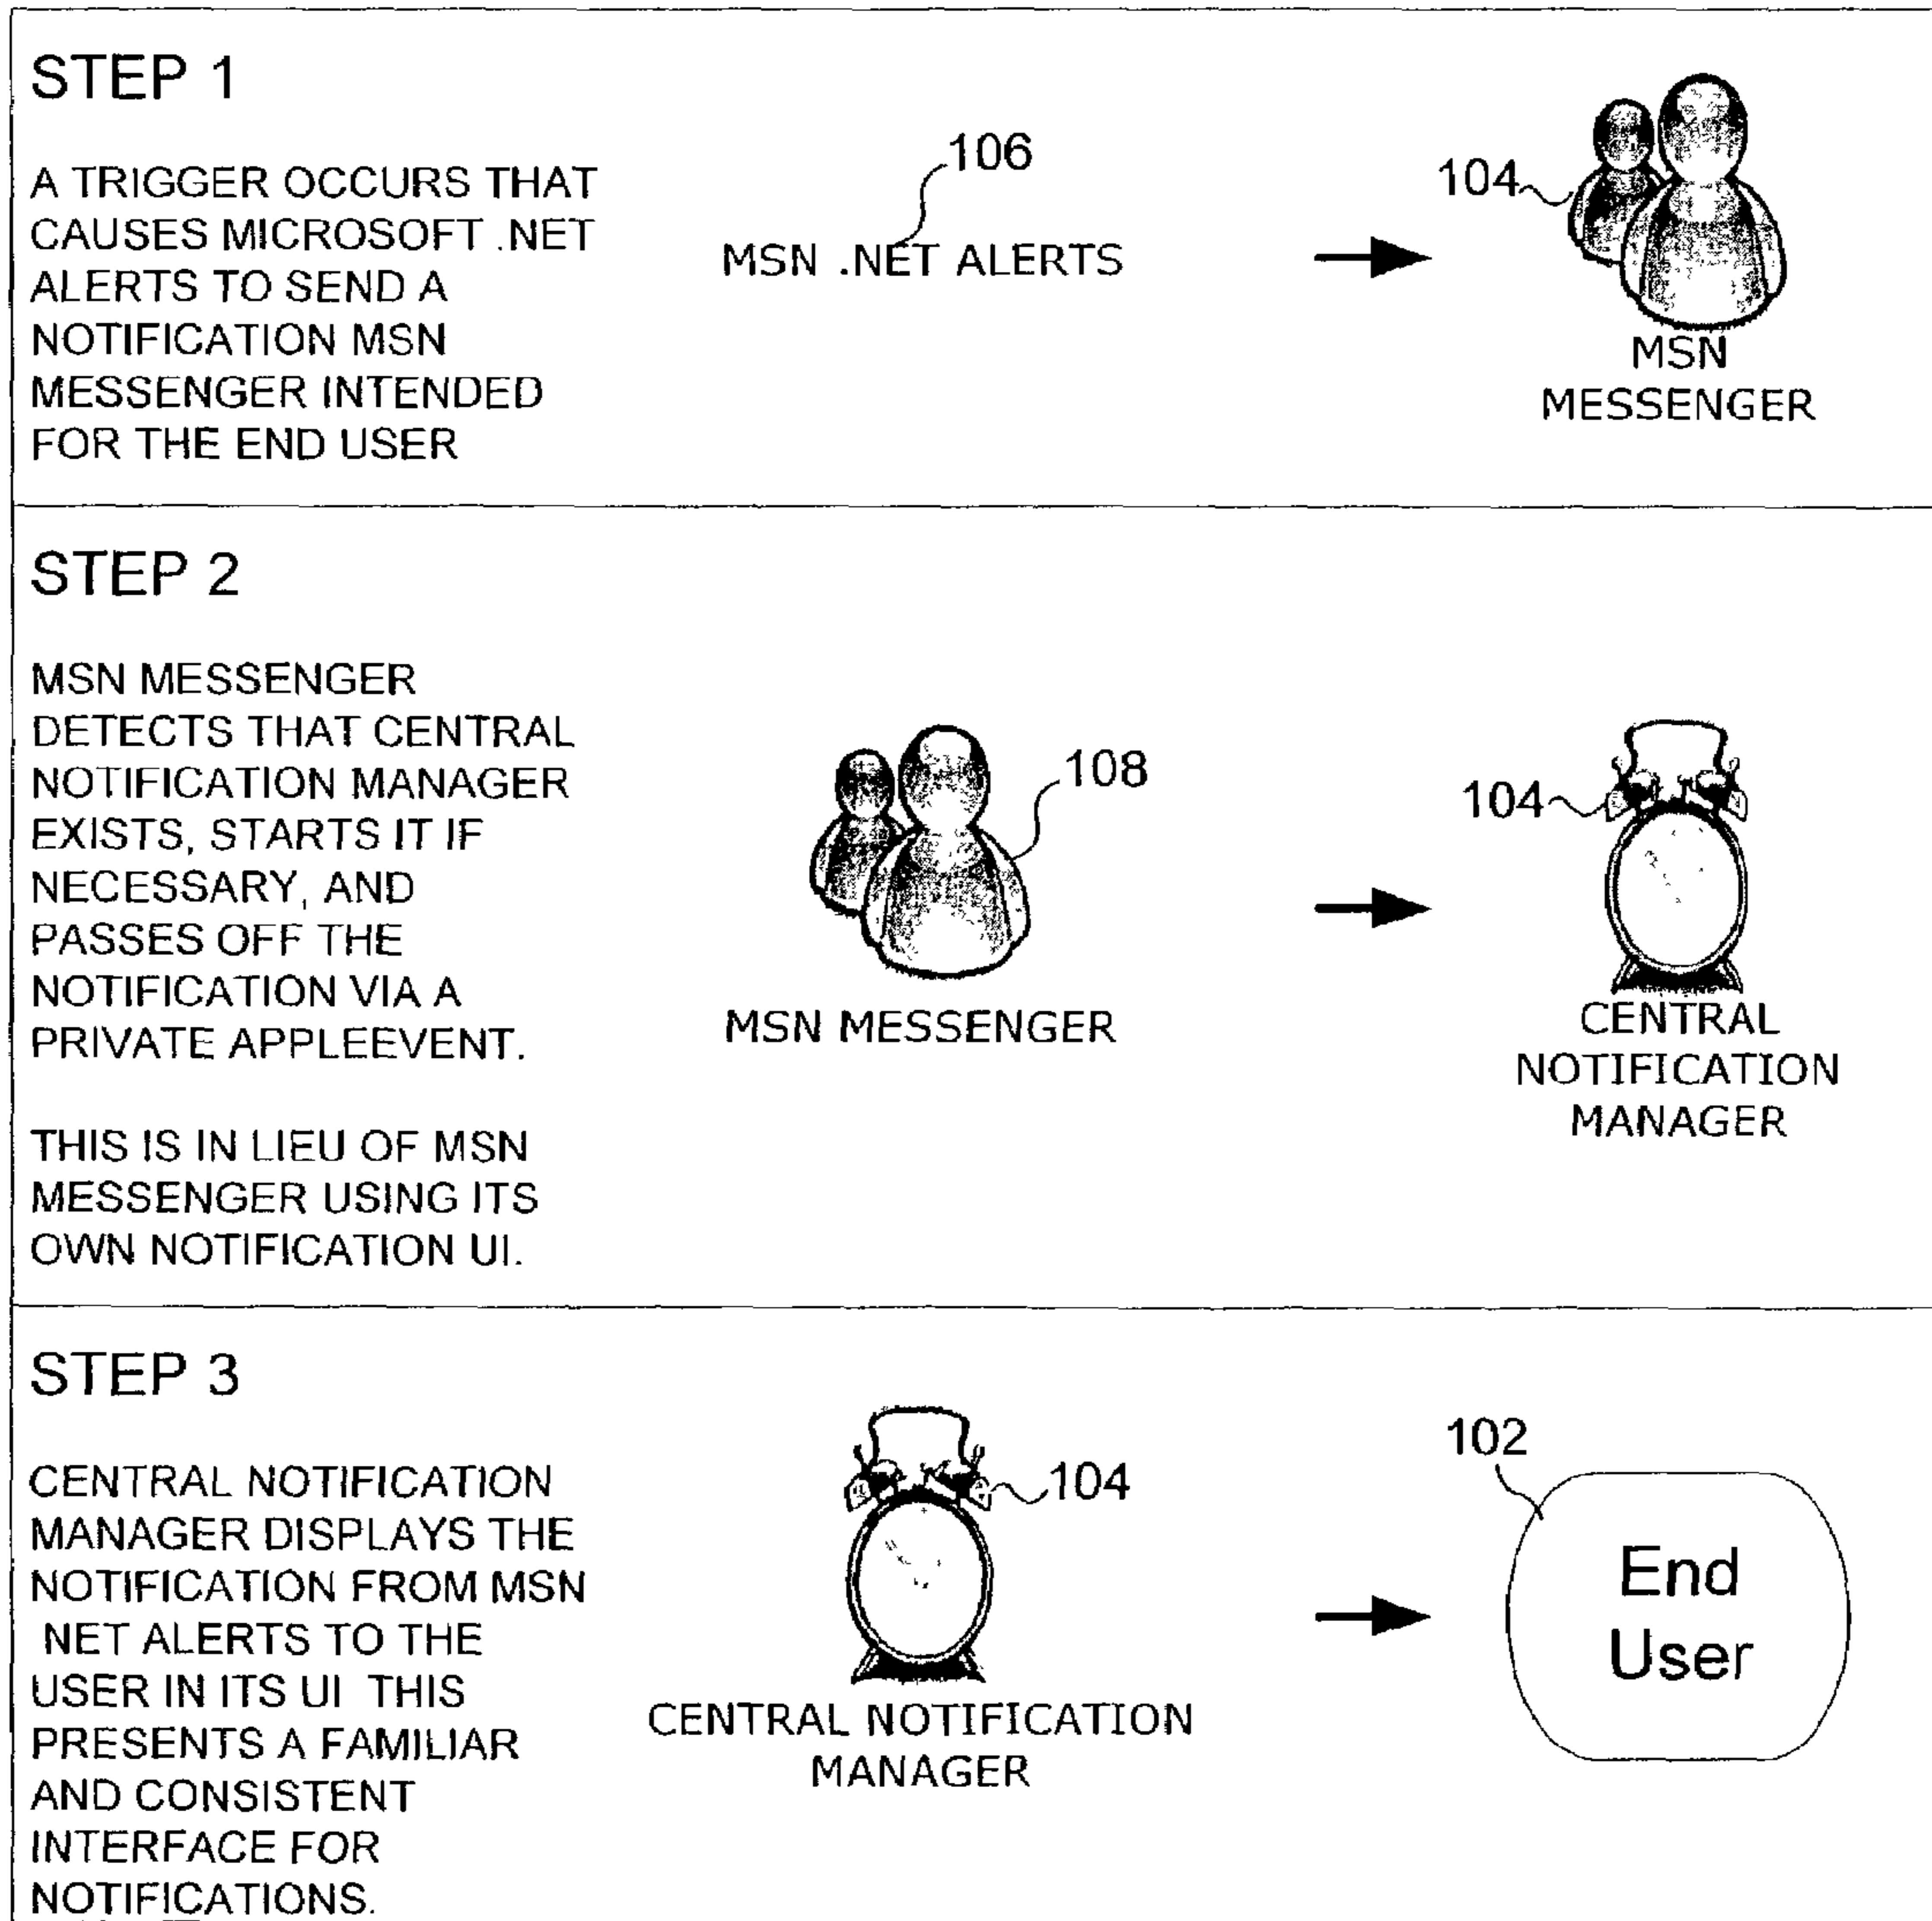 STEP 1
A TRIGGER OCCURS THAT
CAUSES MICROSOFT .NET
ALERTS TO SEND A
NOTIFICATION MSN
MESSENGER INTENDED
FOR THE END USER
106
MSN .NET ALERTS
104
MSN
MESSENGER
STEP 2
MSN MESSENGER
DETECTS THAT CENTRAL
NOTIFICATION MANAGER
EXISTS, STARTS IT IF
NECESSARY, AND
PASSES OFF THE
NOTIFICATION VIA A
PRIVATE APPLEEVENT.
THIS IS IN LIEU OF MSN
MESSENGER USING ITS
OWN NOTIFICATION UI.
108
MSN MESSENGER
104
CENTRAL
NOTIFICATION
MANAGER
STEP 3
CENTRAL NOTIFICATION
MANAGER DISPLAYS THE
NOTIFICATION FROM MSN
NET ALERTS TO THE
USER IN ITS UI THIS
PRESENTS A FAMILIAR
AND CONSISTENT
INTERFACE FOR
NOTIFICATIONS.
104
CENTRAL NOTIFICATION
MANAGER
102
End
User